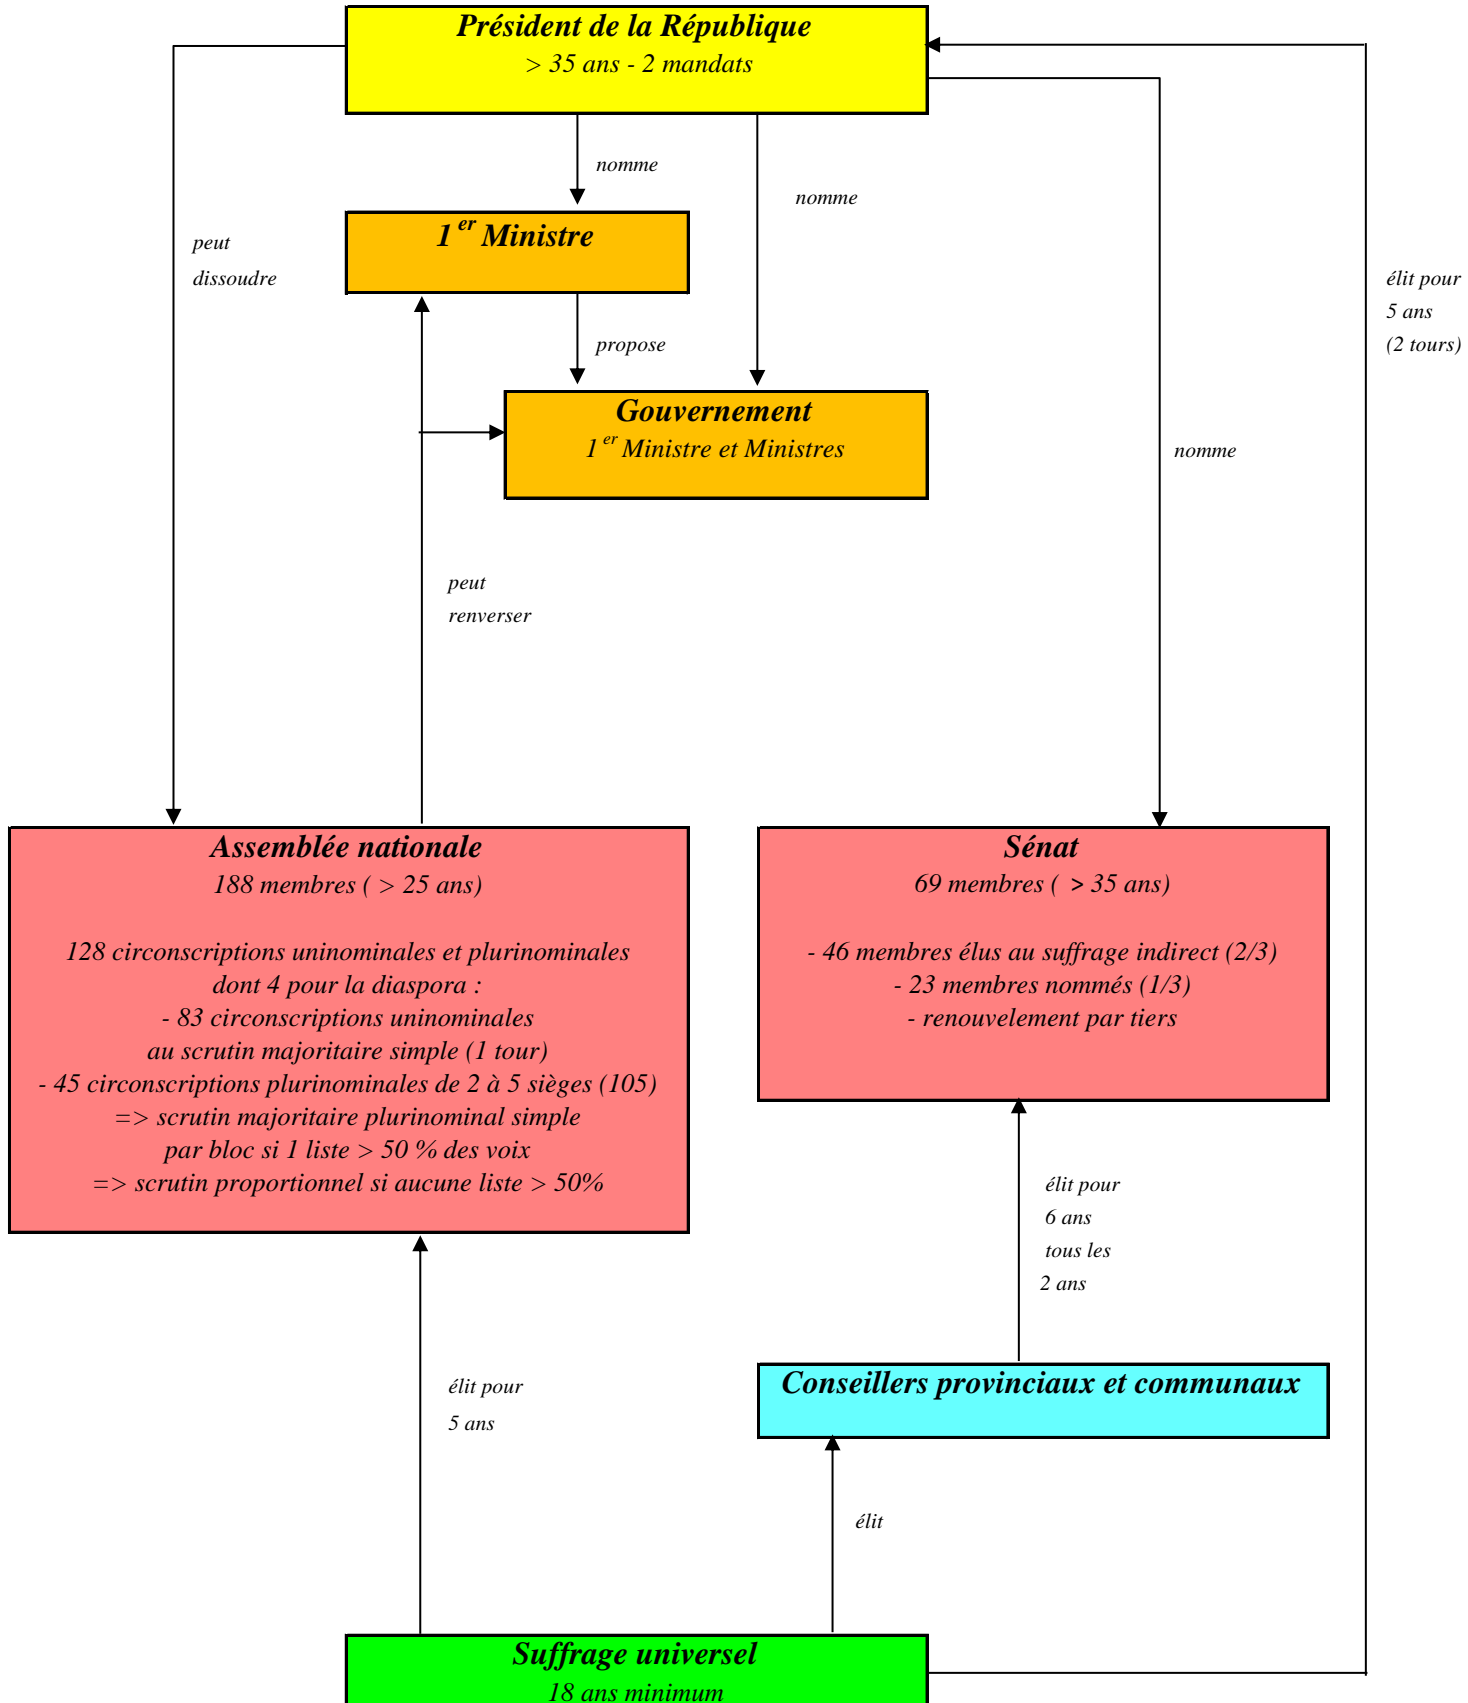 Président de la République
> 35 ans - 2 mandats
nomme
nomme
1er Ministre
peut
dissoudre
élit pour
5 ans
(2 tours)
propose
Gouvernement
1er Ministre et Ministres
nomme
peut
renverser
Assemblée nationale
188 membres ( > 25 ans)
128 circonscriptions uninominales et plurinominales
dont 4 pour la diaspora :
- 83 circonscriptions uninominales
au scrutin majoritaire simple (1 tour)
- 45 circonscriptions plurinominales de 2 à 5 sièges (105)
=> scrutin majoritaire plurinominal simple
par bloc si 1 liste > 50 % des voix
=> scrutin proportionnel si aucune liste > 50%
Sénat
69 membres ( > 35 ans)
- 46 membres élus au suffrage indirect (2/3)
- 23 membres nommés (1/3)
- renouvelement par tiers
élit pour
6 ans
tous les
2 ans
Conseillers provinciaux et communaux
élit pour
5 ans
élit
Suffrage universel
18 ans minimum